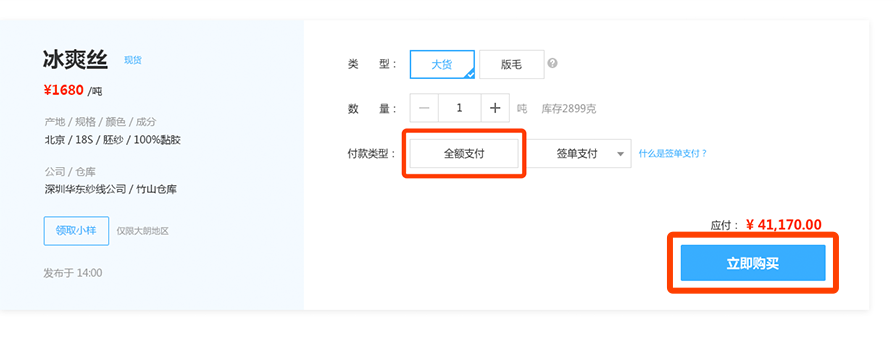 冰爽丝 现货
¥1680 /吨
产地 / 规格 / 颜色 / 成分
北京 / 18S / 胚纱 / 100%黏胶
公司 / 仓库
深圳华东纱线公司 / 竹山仓库
领取小样 仅限大朗地区
发布于 14:00
类 型： 大货 版毛 ?
数 量： － 1 + 吨 库存2899克
付款类型： 全额支付 签单支付 什么是签单支付？
应付： ¥ 41,170.00
立即购买